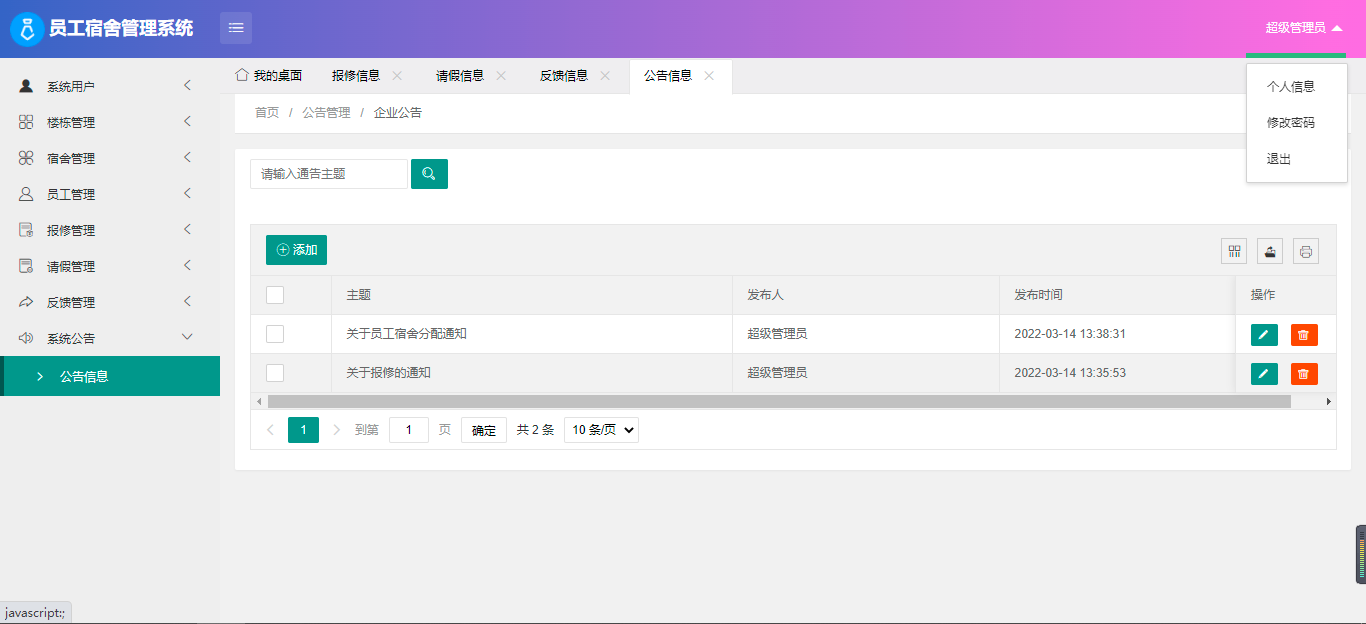 员工宿舍管理系统
超级管理员
个人信息
修改密码
退出
系统用户
楼栋管理
宿舍管理
员工管理
报修管理
请假管理
反馈管理
系统公告
公告信息
我的桌面 报修信息 请假信息 反馈信息 公告信息
首页 / 公告管理 / 企业公告
请输入通告主题
添加
主题 发布人 发布时间 操作
关于员工宿舍分配通知 超级管理员 2022-03-14 13:38:31
关于报修的通知 超级管理员 2022-03-14 13:35:53
1 到第 1 页 确定 共 2 条 10 条/页
javascript:;